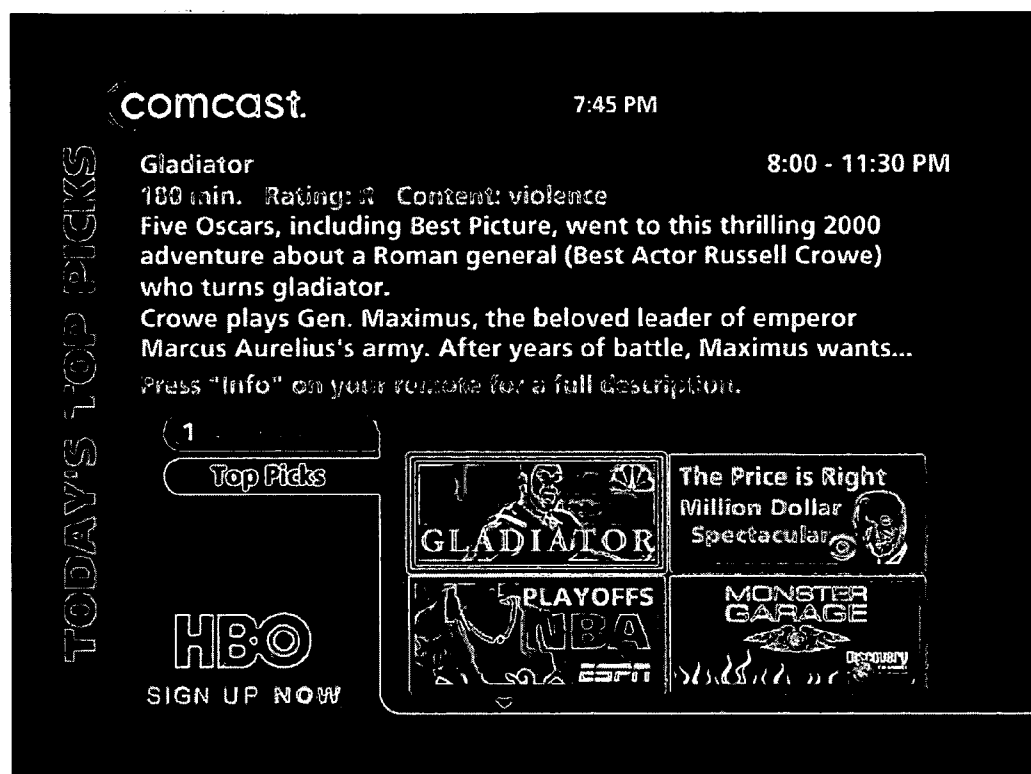 comcast.
7:45 PM
TODAY'S TOP PICKS
Gladiator 8:00 - 11:30 PM
180 min. Rating: R Content: violence
Five Oscars, including Best Picture, went to this thrilling 2000
adventure about a Roman general (Best Actor Russell Crowe)
who turns gladiator.
Crowe plays Gen. Maximus, the beloved leader of emperor
Marcus Aurelius's army. After years of battle, Maximus wants...
Press "Info" on your remote for a full description.
1
Top Picks
GLADIATOR
The Price is Right
Million Dollar
Spectacular
PLAYOFFS
NBA
ESPN
MONSTER
GARAGE
Discovery
HBO
SIGN UP NOW